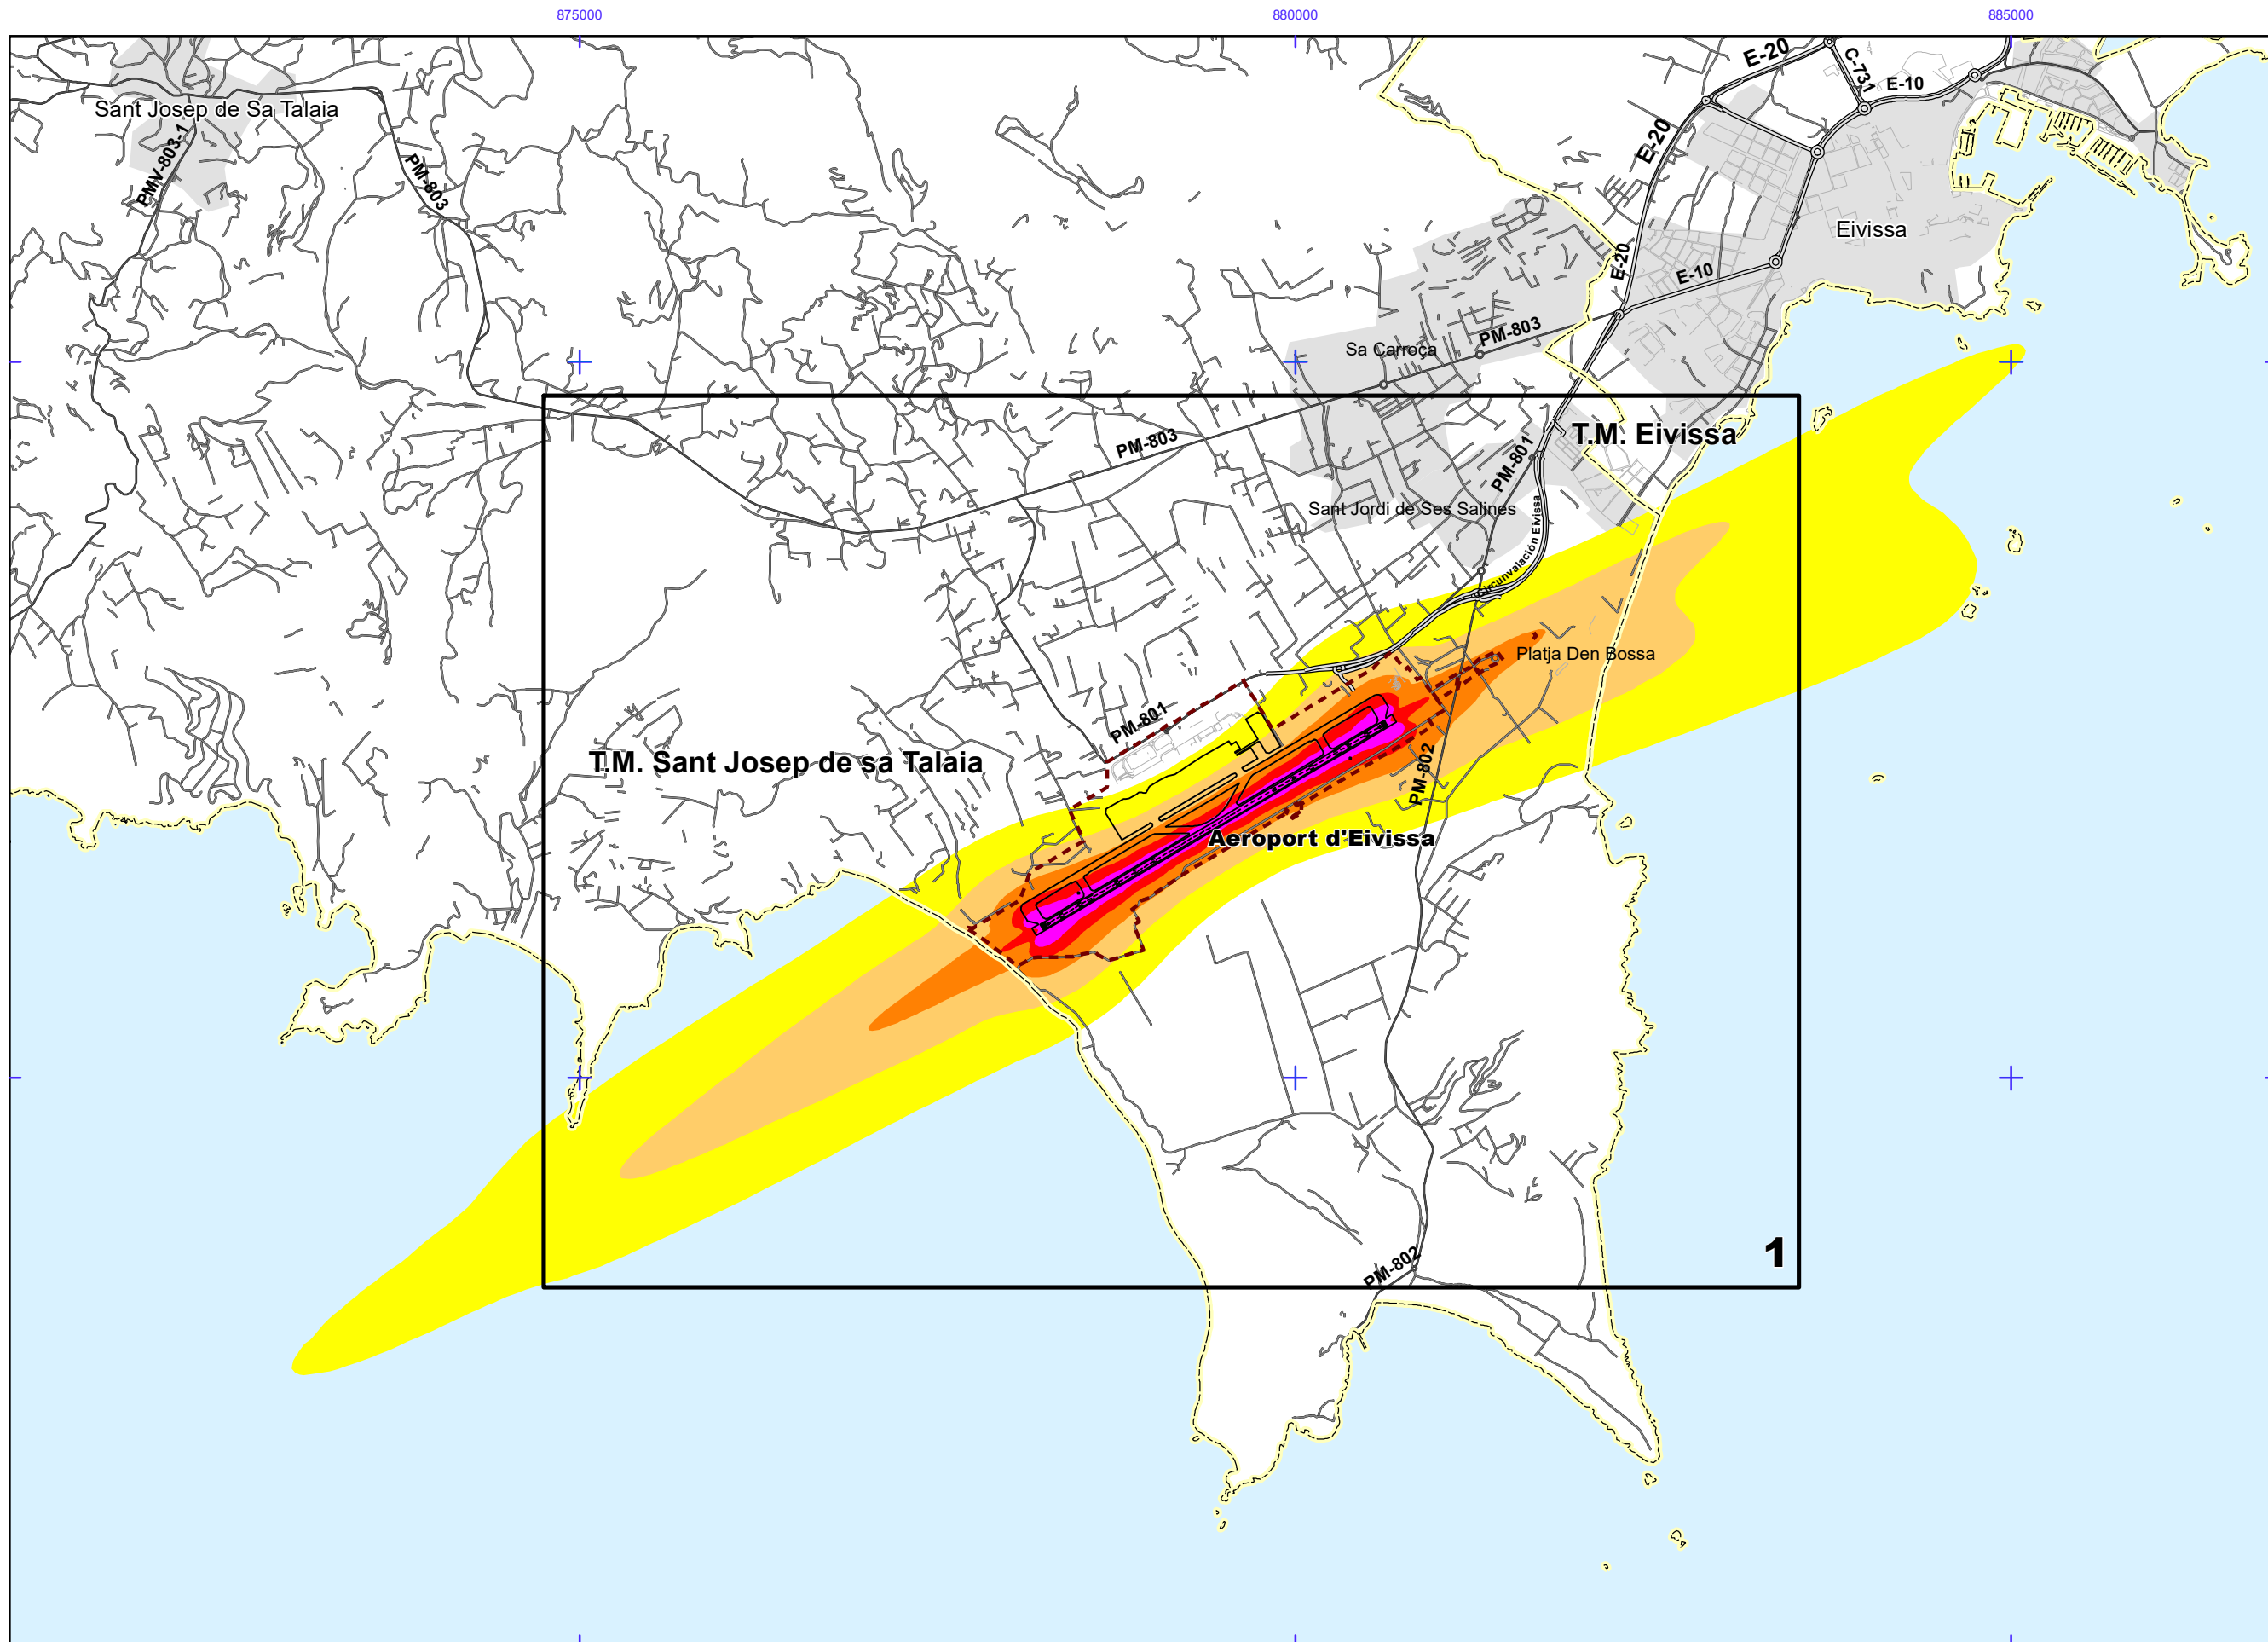 875000
880000
885000
E-20
C-731
E-10
Sant Josep de Sa Talaia
PMV-803-1
PM-803
E-20
Eivissa
E-20
E-10
PM-803
Sa Carroça
T.M. Eivissa
PM-803
PM-801
Sant Jordi de Ses Salines
Circunvalación Eivissa
Platja Den Bossa
PM-801
T.M. Sant Josep de sa Talaia
PM-802
Aeroport d'Eivissa
1
PM-802